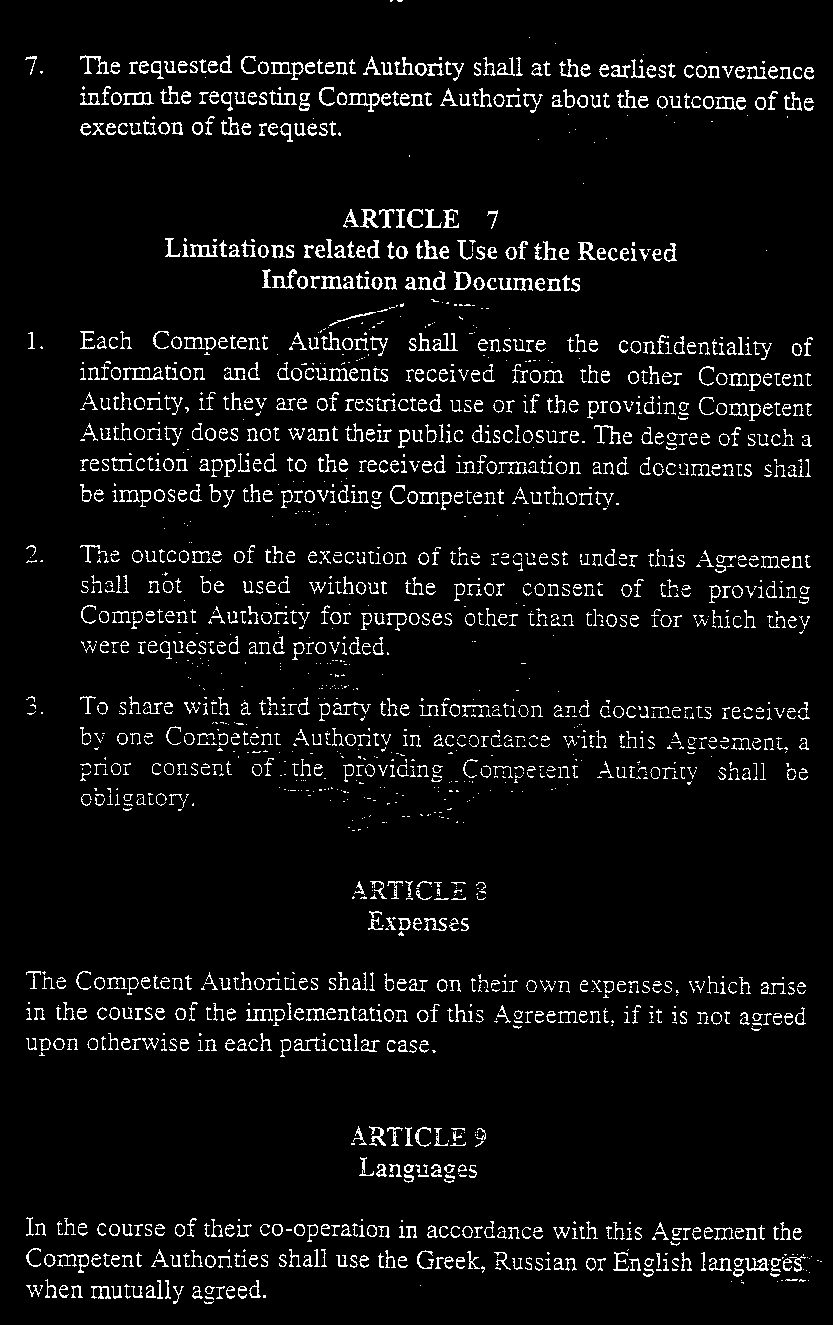 7. The requested Competent Authority shall at the earliest convenience
inform the requesting Competent Authority about the outcome of the
execution of the request.
ARTICLE 7
Limitations related to the Use of the Received
Information and Documents
1. Each Competent Authority shall ensure the confidentiality of
information and documents received from the other Competent
Authority, if they are of restricted use or if the providing Competent
Authority does not want their public disclosure. The degree of such a
restriction applied to the received information and documents shall
be imposed by the providing Competent Authority.
2. The outcome of the execution of the request under this Agreement
shall not be used without the prior consent of the providing
Competent Authority for purposes other than those for which they
were requested and provided.
3. To share with a third party the information and documents received
by one Competent Authority in accordance with this Agreement, a
prior consent of the providing Competent Authority shall be
obligatory.
ARTICLE 8
Expenses
The Competent Authorities shall bear on their own expenses, which arise
in the course of the implementation of this Agreement, if it is not agreed
upon otherwise in each particular case.
ARTICLE 9
Languages
In the course of their co-operation in accordance with this Agreement the
Competent Authorities shall use the Greek, Russian or English languages
when mutually agreed.